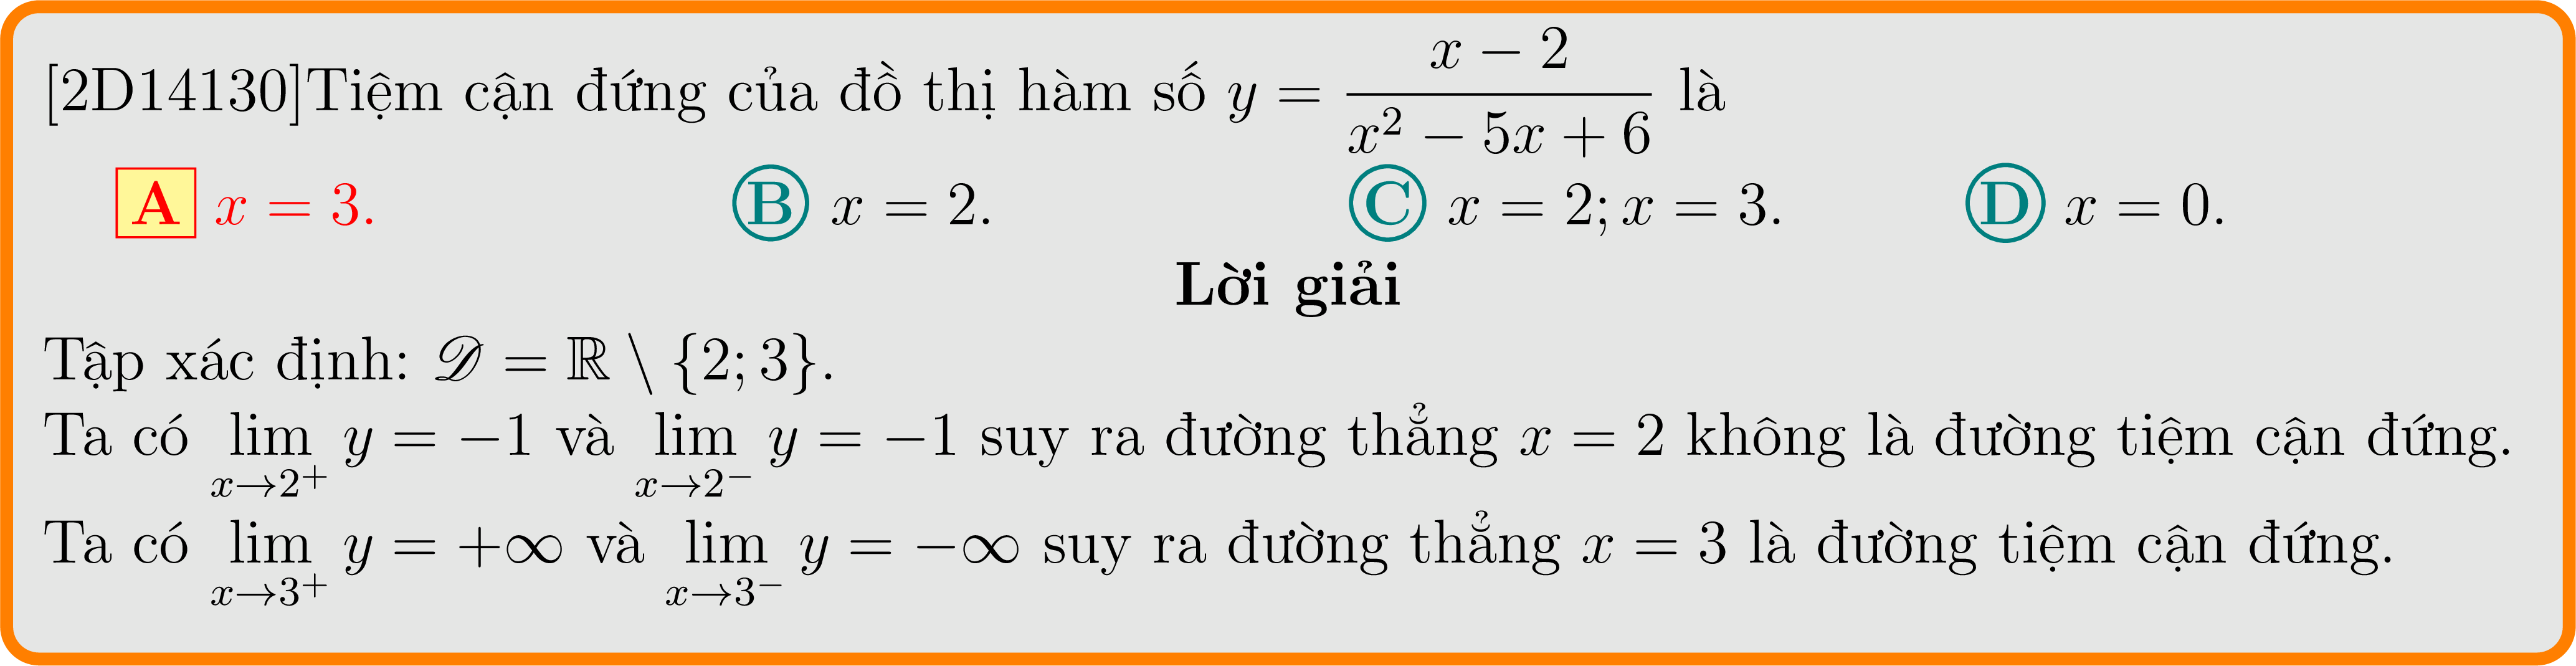 [2D14130]Tiệm cận đứng của đồ thị hàm số $y = \dfrac{x-2}{x^2-5x+6}$ là
A x = 3. B x = 2. C x = 2; x = 3. D x = 0.
Lời giải
Tập xác định: $\mathscr{D} = \mathbb{R} \setminus \{2; 3\}$.
Ta có $\lim\limits_{x \to 2^+} y = -1$ và $\lim\limits_{x \to 2^-} y = -1$ suy ra đường thẳng $x = 2$ không là đường tiệm cận đứng.
Ta có $\lim\limits_{x \to 3^+} y = +\infty$ và $\lim\limits_{x \to 3^-} y = -\infty$ suy ra đường thẳng $x = 3$ là đường tiệm cận đứng.